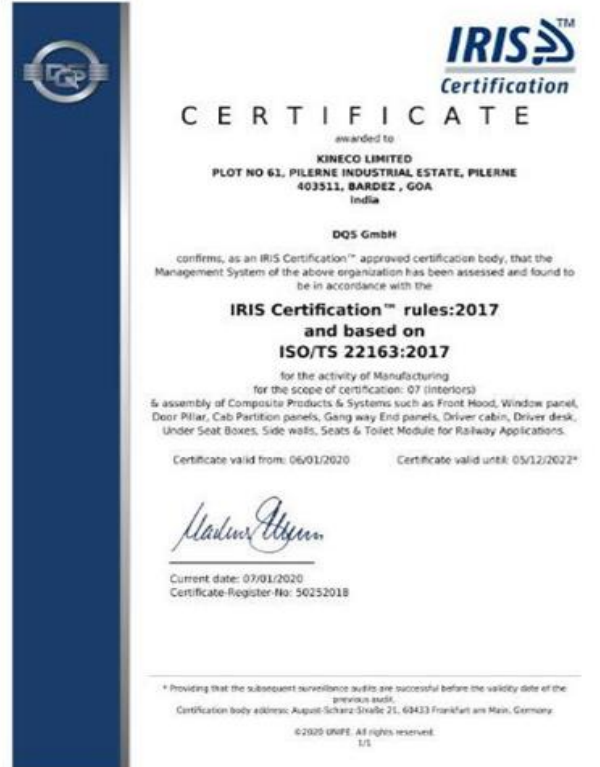 DQS
IRIS™
Certification
CERTIFICATE
awarded to
KINECO LIMITED
PLOT NO 61, PILERNE INDUSTRIAL ESTATE, PILERNE
403511, BARDEZ , GOA
India
DQS GmbH
confirms, as an IRIS Certification™ approved certification body, that the
Management System of the above organization has been assessed and found to
be in accordance with the
IRIS Certification™ rules:2017
and based on
ISO/TS 22163:2017
for the activity of Manufacturing
for the scope of certification: 07 (Interiors)
& assembly of Composite Products & Systems such as Front Hood, Window panel,
Door Pillar, Cab Partition panels, Gang way End panels, Driver cabin, Driver desk,
Under Seat Boxes, Side walls, Seats & Toilet Module for Railway Applications.
Certificate valid from: 06/01/2020 Certificate valid until: 05/12/2022*
Current date: 07/01/2020
Certificate-Register-No: 50252018
* Providing that the subsequent surveillance audits are successful before the validity date of the
previous audit.
Certification body address: August-Schanz-Straße 21, 60433 Frankfurt am Main, Germany
©2020 UNIFE. All rights reserved.
1/1